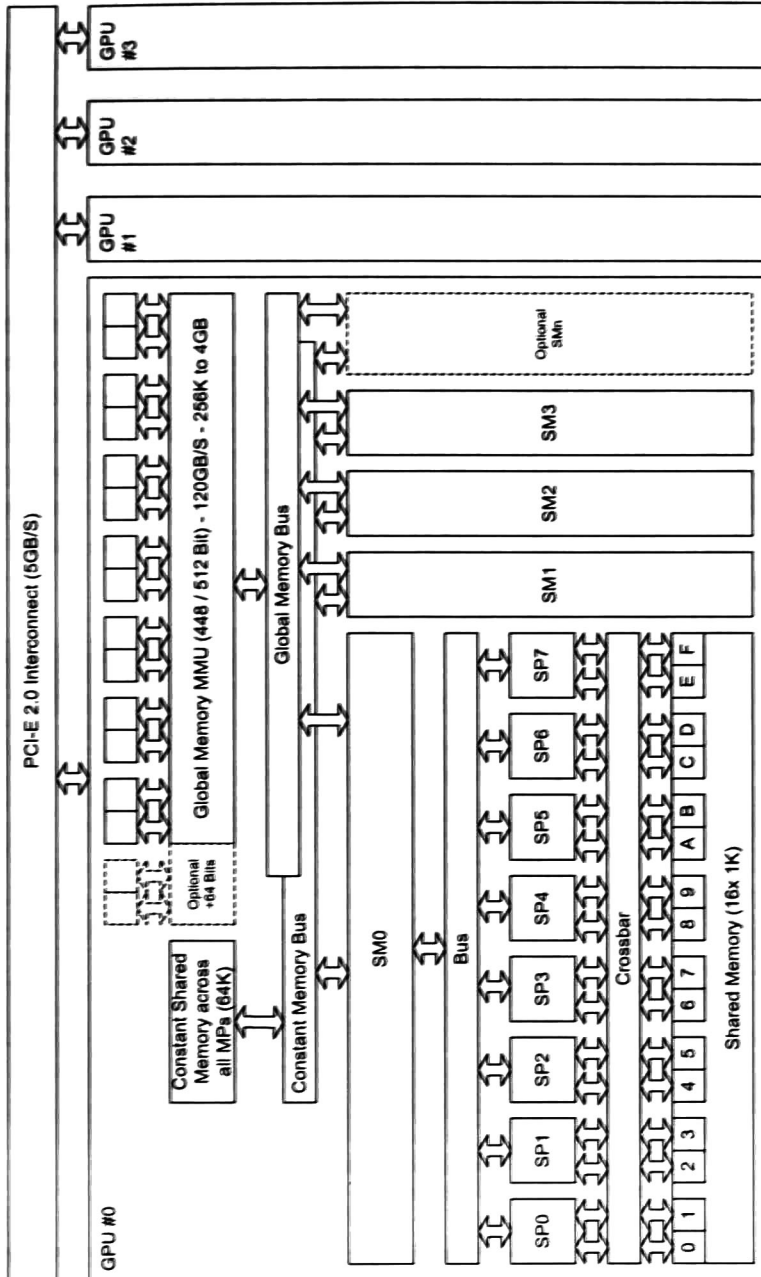 PCI-E 2.0 Interconnect (5GB/S)
GPU #0
GPU
#1
GPU
#2
GPU
#3
Optional
+64 Bits
Global Memory MMU (448 / 512 Bit) - 120GB/S - 256K to 4GB
Constant Shared
Memory across
all MPs (64K)
Global Memory Bus
Constant Memory Bus
SM0
SM1
SM2
SM3
Optional
SMn
Bus
SP0
SP1
SP2
SP3
SP4
SP5
SP6
SP7
Crossbar
0 1 2 3 4 5 6 7 8 9 A B C D E F
Shared Memory (16x 1K)